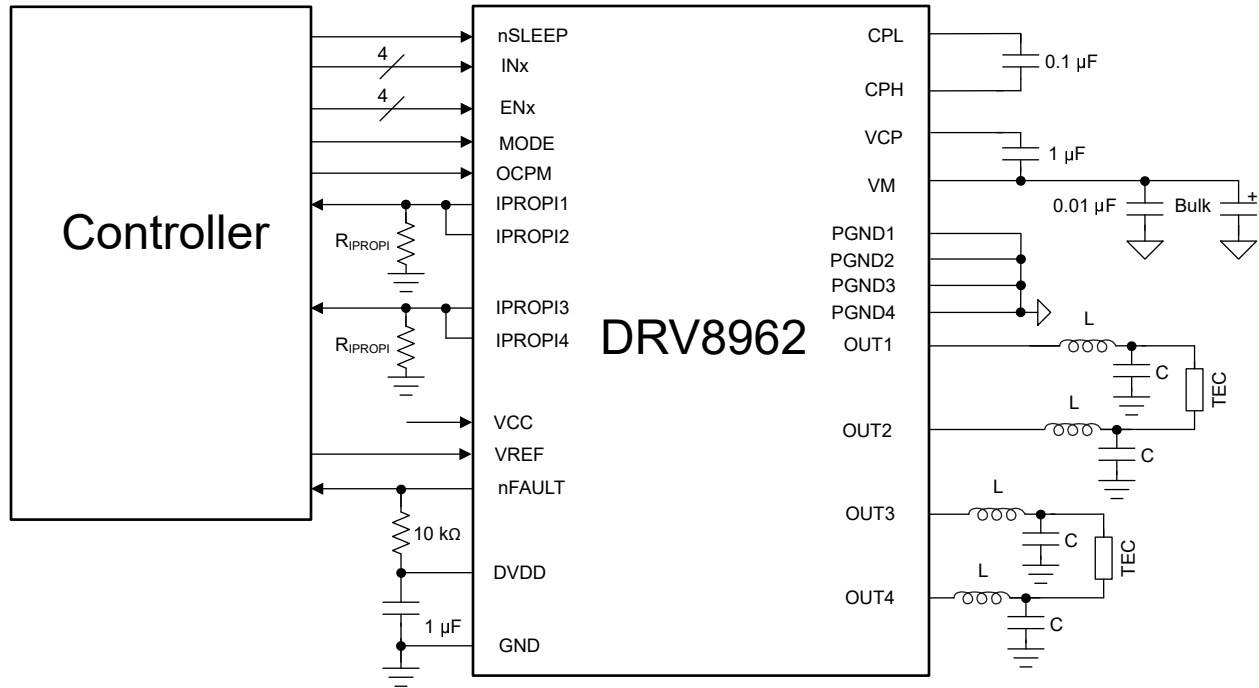 Controller
DRV8962
nSLEEP
4
INx
4
ENx
MODE
OCPM
IPROPI1
IPROPI2
RIPROPI
IPROPI3
IPROPI4
RIPROPI
VCC
VREF
nFAULT
10 kΩ
DVDD
1 µF
GND
CPL
0.1 µF
CPH
VCP
1 µF
VM
0.01 µF
Bulk
+
PGND1
PGND2
PGND3
PGND4
OUT1
L
C
TEC
OUT2
L
C
OUT3
L
C
TEC
OUT4
L
C